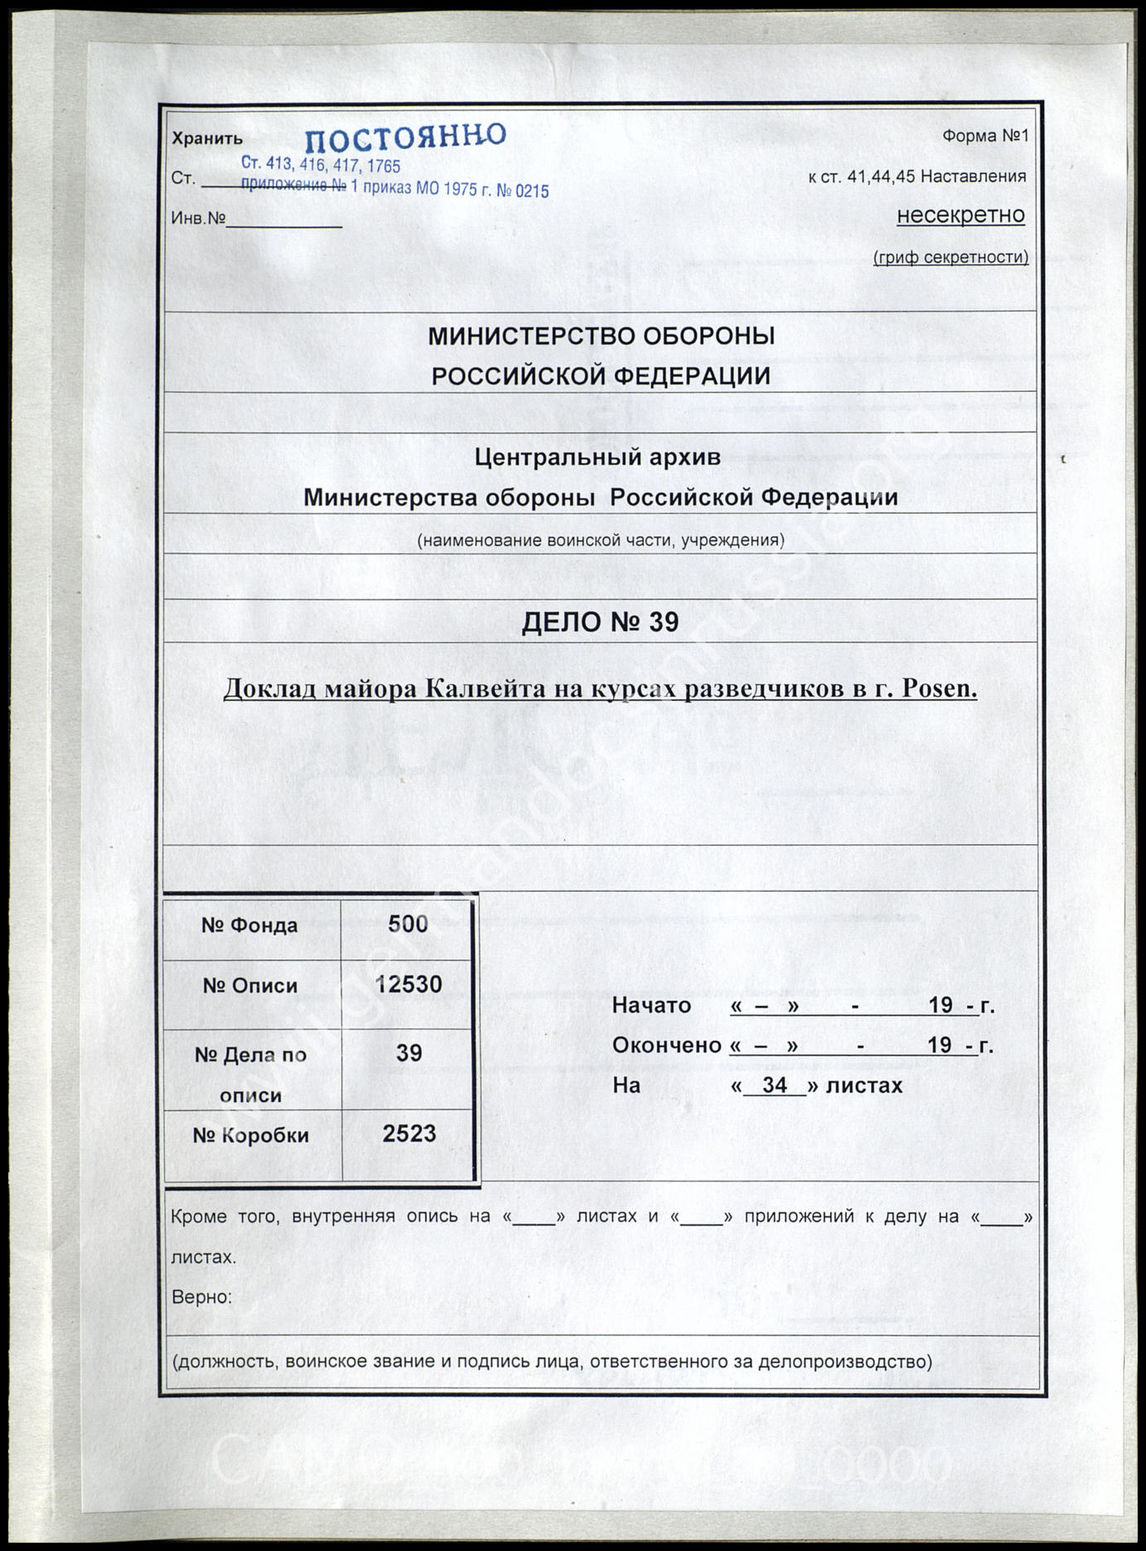 Хранить ПОСТОЯННО
Форма №1
Ст. 413, 416, 417, 1765
Ст. приложение № 1 приказ МО 1975 г. № 0215
к ст. 41,44,45 Наставления
Инв.№
несекретно
(гриф секретности)
МИНИСТЕРСТВО ОБОРОНЫ
РОССИЙСКОЙ ФЕДЕРАЦИИ
Центральный архив
Министерства обороны Российской Федерации
(наименование воинской части, учреждения)
ДЕЛО № 39
Доклад майора Калвейта на курсах разведчиков в г. Posen.
№ Фонда 500
№ Описи 12530
№ Дела по описи 39
№ Коробки 2523
Начато « – » - 19 - г.
Окончено « – » - 19 - г.
На « 34 » листах
Кроме того, внутренняя опись на «____» листах и «____» приложений к делу на «____»
листах.
Верно:
(должность, воинское звание и подпись лица, ответственного за делопроизводство)